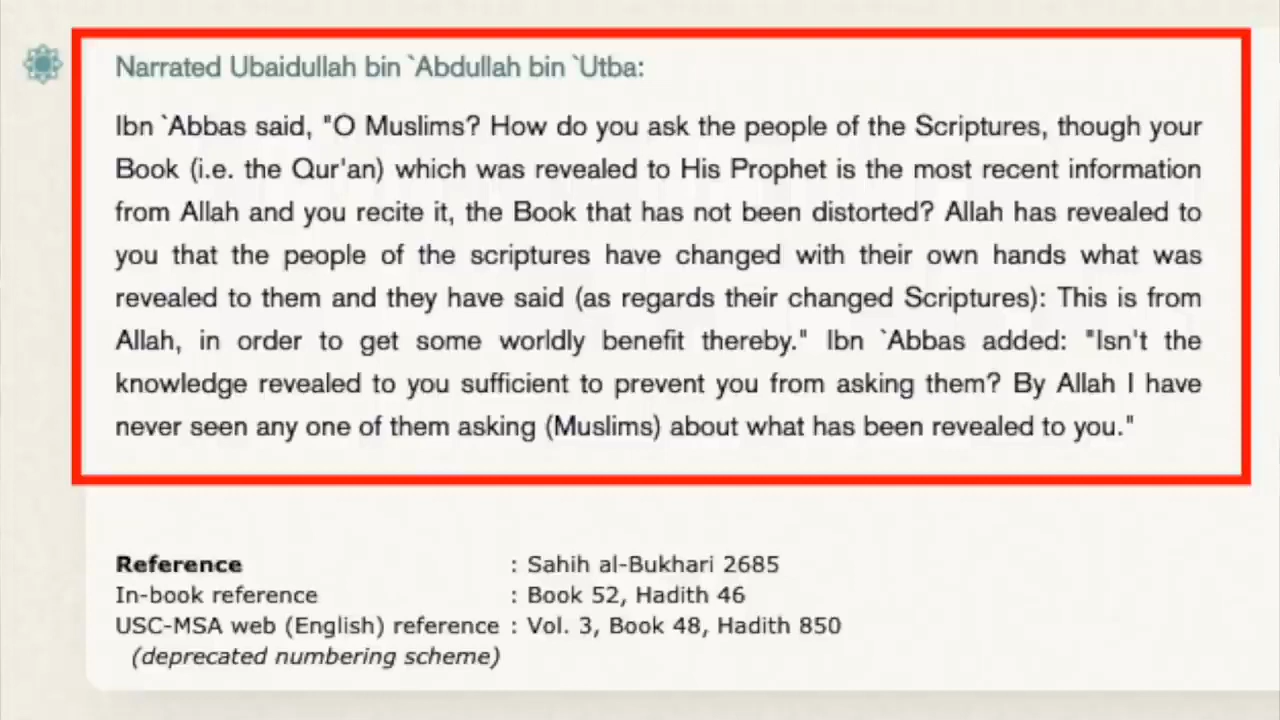 Narrated Ubaidullah bin `Abdullah bin `Utba:
Ibn `Abbas said, "O Muslims? How do you ask the people of the Scriptures, though your
Book (i.e. the Qur'an) which was revealed to His Prophet is the most recent information
from Allah and you recite it, the Book that has not been distorted? Allah has revealed to
you that the people of the scriptures have changed with their own hands what was
revealed to them and they have said (as regards their changed Scriptures): This is from
Allah, in order to get some worldly benefit thereby." Ibn `Abbas added: "Isn't the
knowledge revealed to you sufficient to prevent you from asking them? By Allah I have
never seen any one of them asking (Muslims) about what has been revealed to you."
Reference : Sahih al-Bukhari 2685
In-book reference : Book 52, Hadith 46
USC-MSA web (English) reference : Vol. 3, Book 48, Hadith 850
(deprecated numbering scheme)